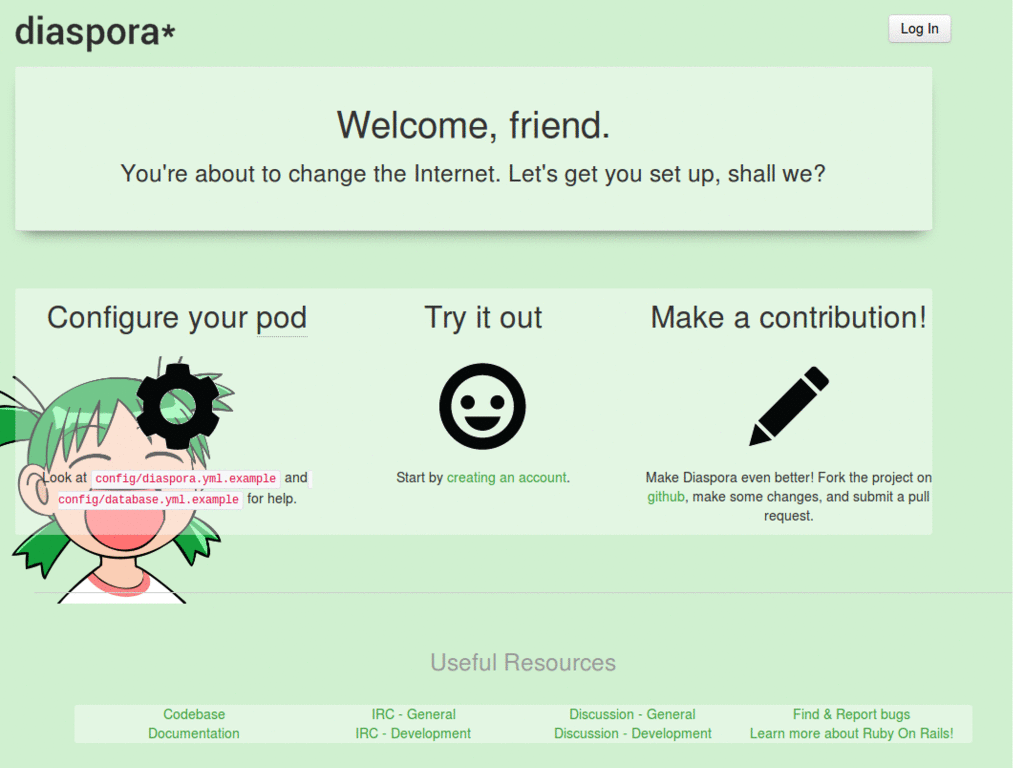 diaspora*
Log In
Welcome, friend.
You're about to change the Internet. Let's get you set up, shall we?
Configure your pod
Look at config/diaspora.yml.example and
config/database.yml.example for help.
Try it out
Start by creating an account.
Make a contribution!
Make Diaspora even better! Fork the project on
github, make some changes, and submit a pull
request.
Useful Resources
Codebase
Documentation
IRC - General
IRC - Development
Discussion - General
Discussion - Development
Find & Report bugs
Learn more about Ruby On Rails!